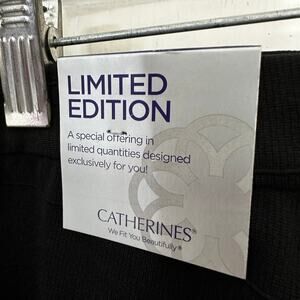 LIMITED
EDITION
A special offering in
limited quantities designed
exclusively for you!
CATHERINES®
We Fit You Beautifully®